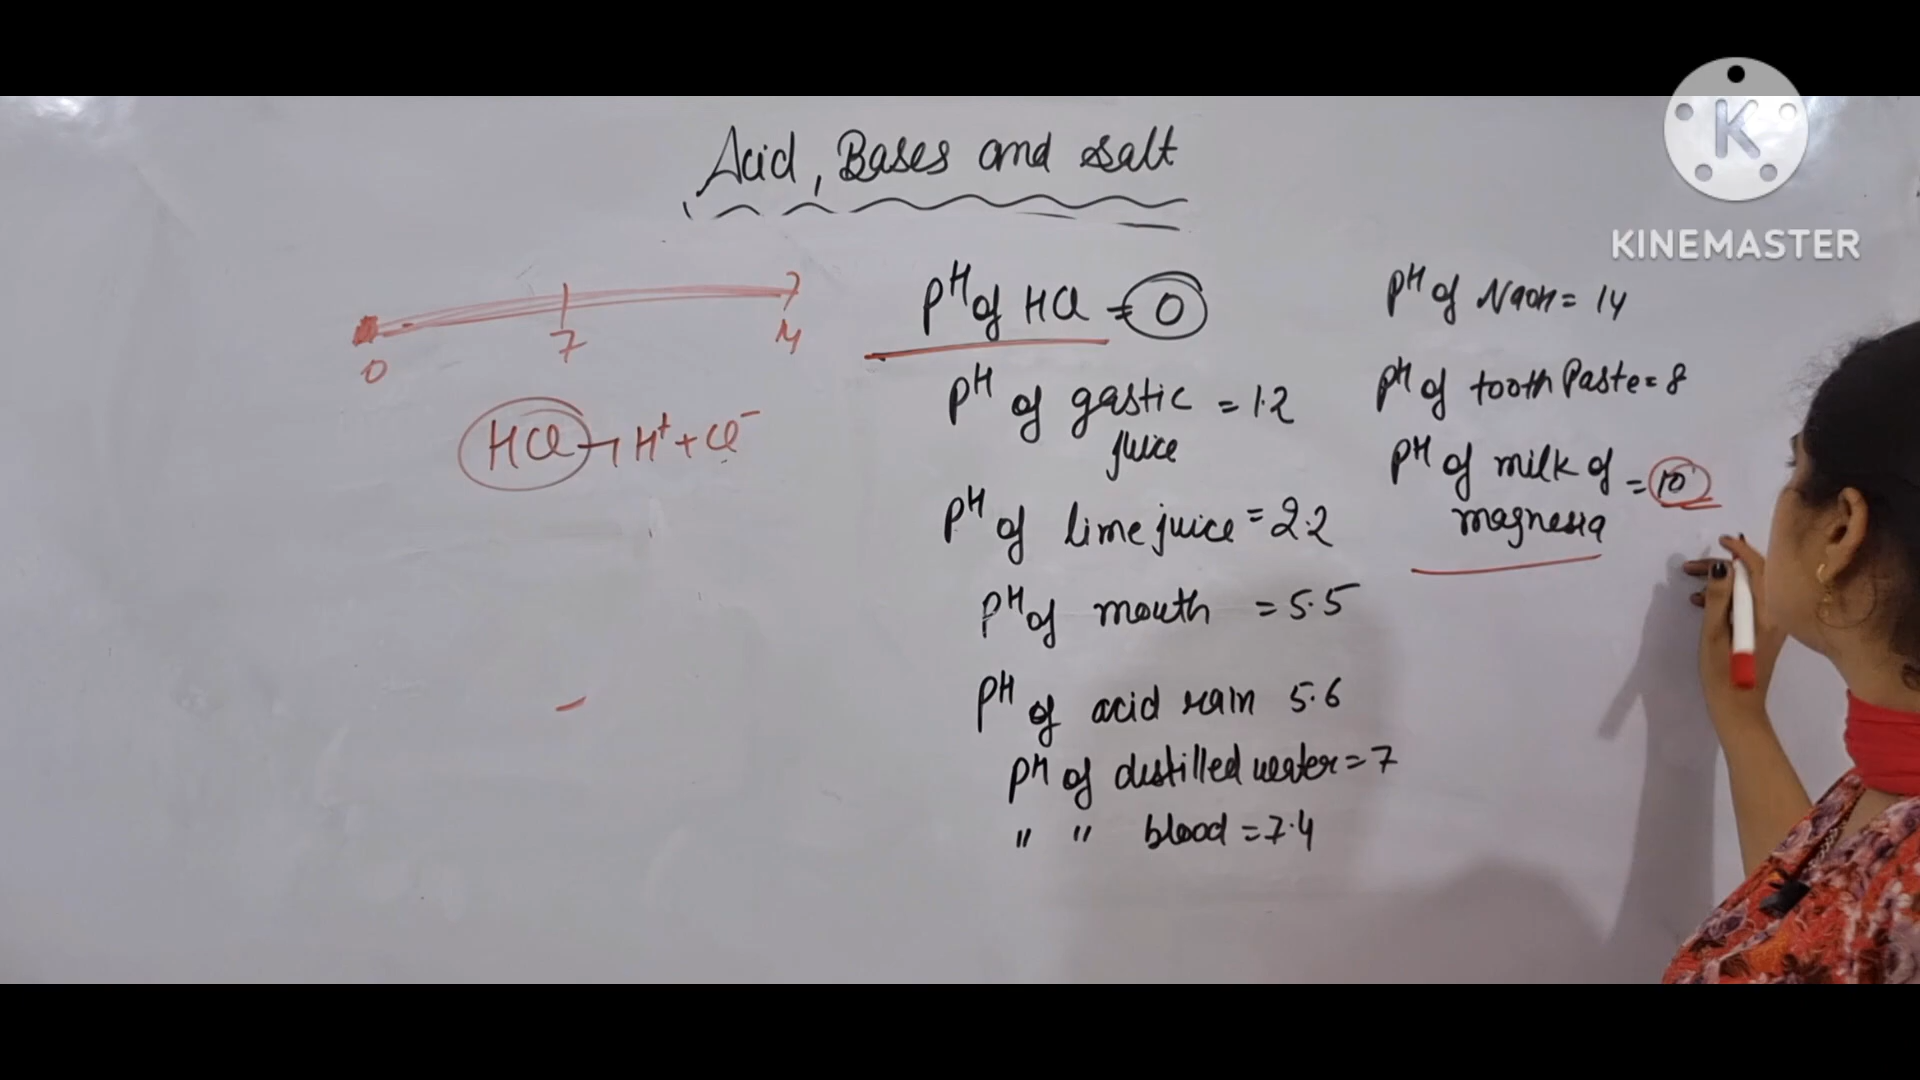 K
KINEMASTER
Acid, Bases and Salt
0 7 14
HCl → H⁺ + Cl⁻
pH of HCl = 0
pH of gastic = 1.2
juice
pH of lime juice = 2.2
pH of mouth = 5.5
pH of acid rain 5.6
pH of distilled water = 7
" " blood = 7.4
pH of NaOH = 14
pH of tooth Paste = 8
pH of milk of = 10
magnesia